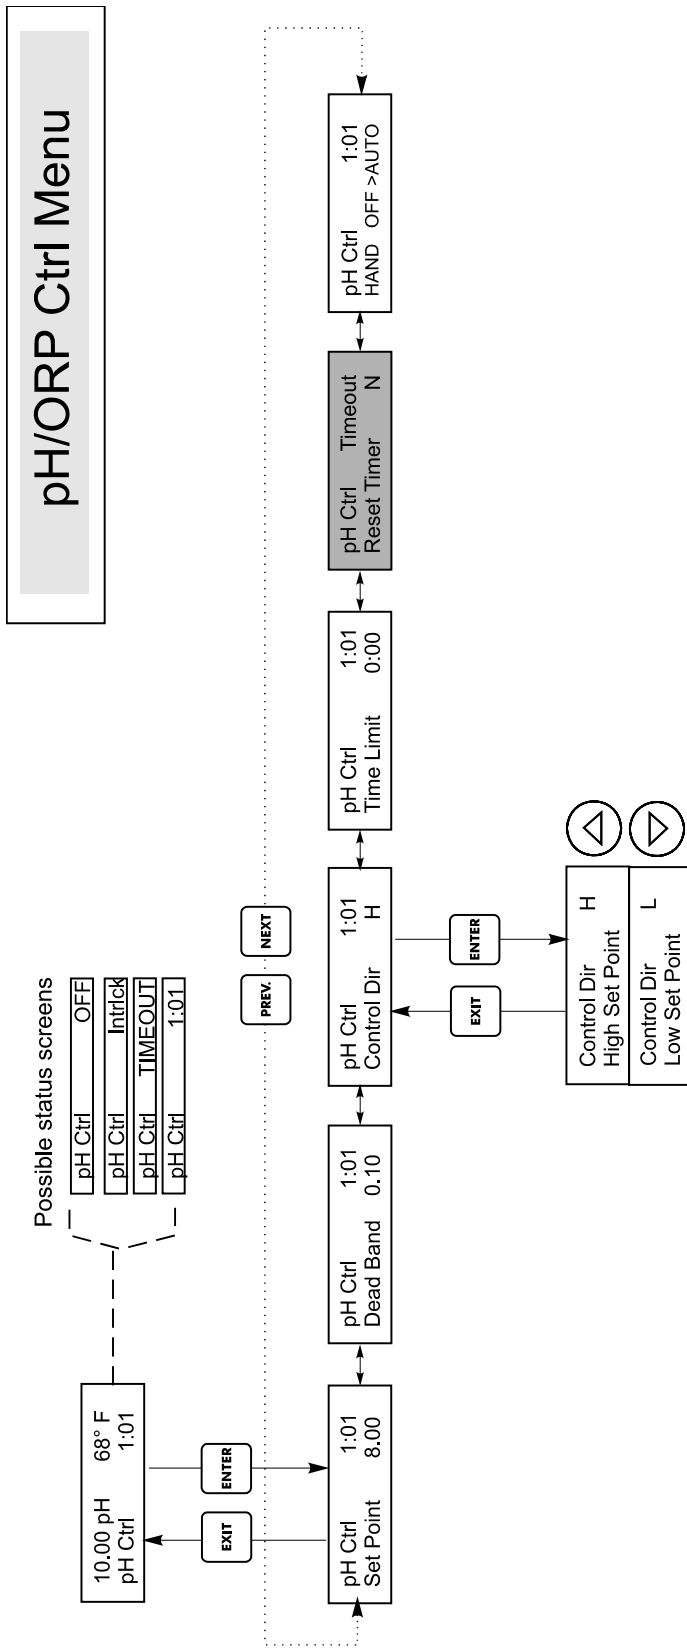 pH/ORP Ctrl Menu
Possible status screens
pH Ctrl OFF
pH Ctrl Intrlck
pH Ctrl TIMEOUT
pH Ctrl 1:01
10.00 pH 68° F
pH Ctrl 1:01
EXIT
ENTER
PREV.
NEXT
pH Ctrl 1:01
Set Point 8.00
pH Ctrl 1:01
Dead Band 0.10
pH Ctrl 1:01
Control Dir H
pH Ctrl 1:01
Time Limit 0:00
pH Ctrl Timeout
Reset Timer N
pH Ctrl 1:01
HAND OFF >AUTO
EXIT
ENTER
Control Dir H
High Set Point
Control Dir L
Low Set Point